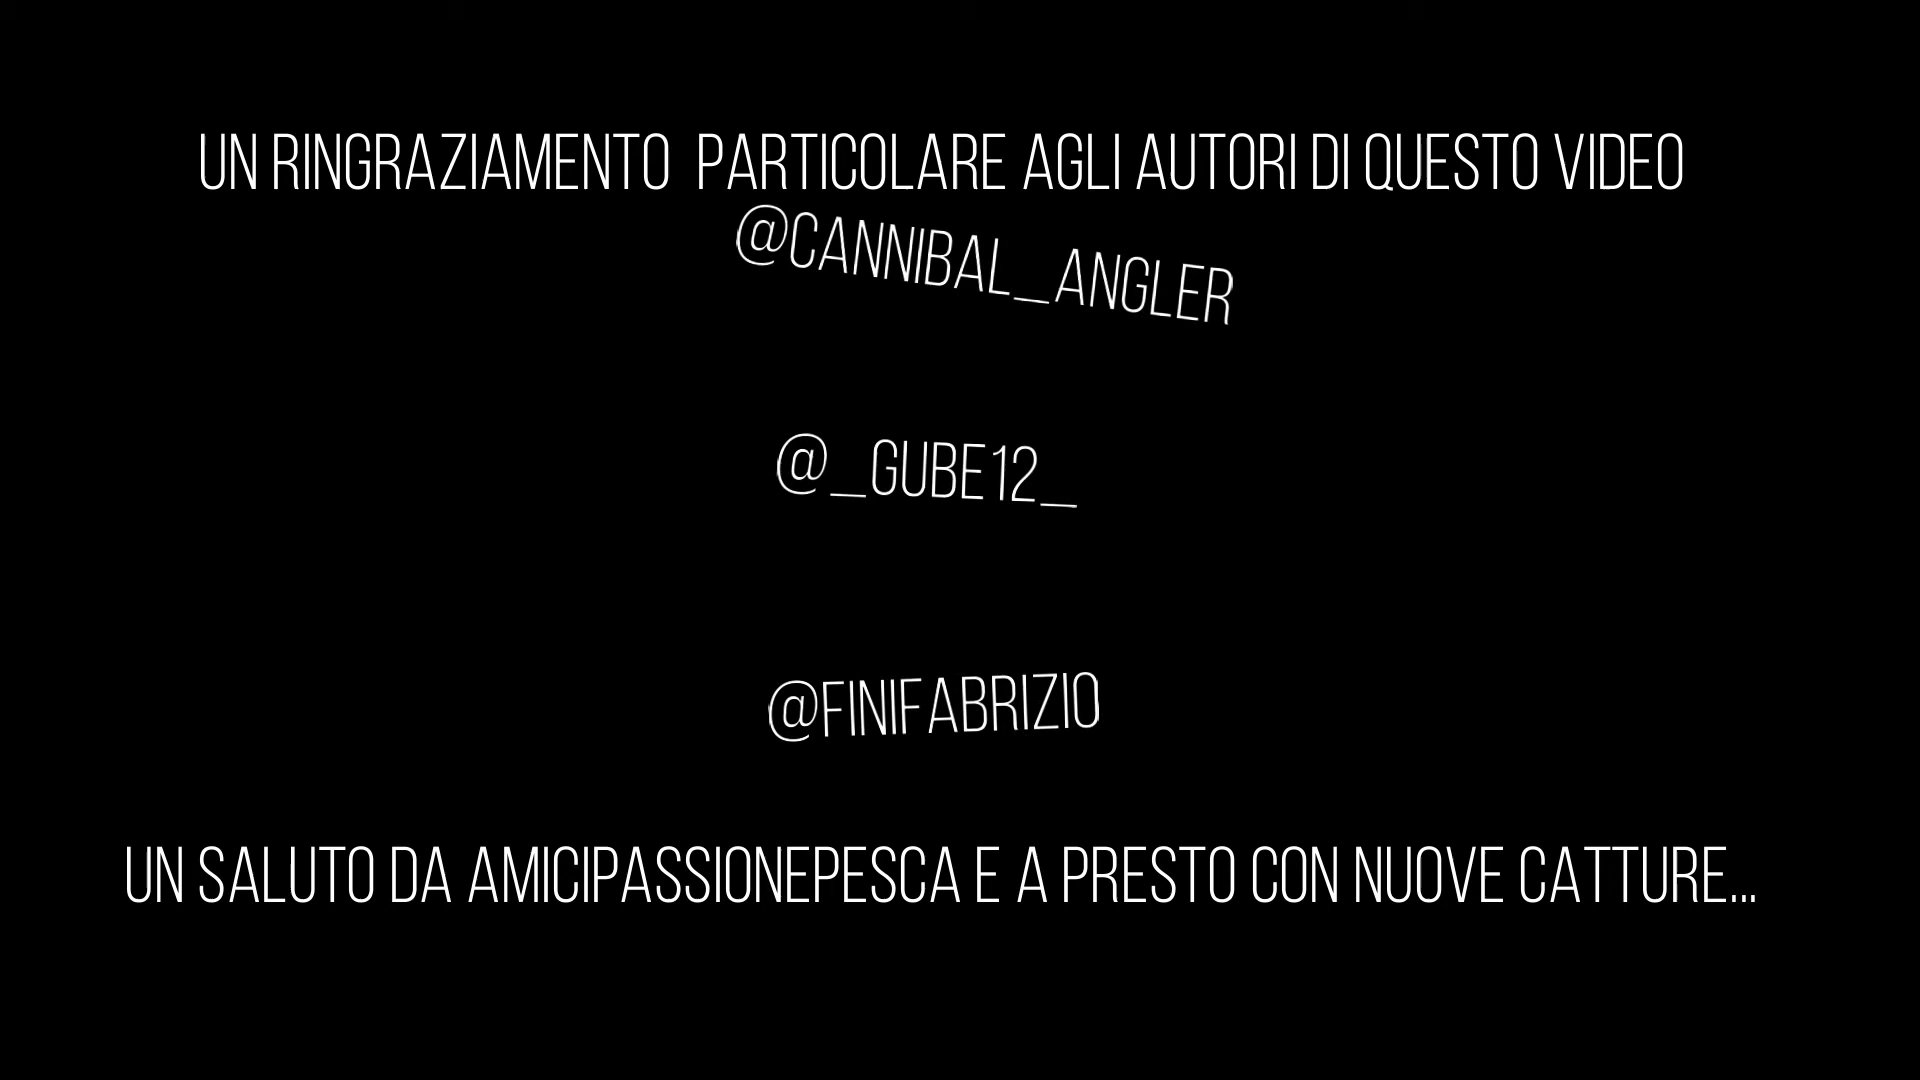 UN RINGRAZIAMENTO PARTICOLARE AGLI AUTORI DI QUESTO VIDEO
@CANNIBAL_ANGLER
@_GUBE12_
@FINIFABRIZIO
UN SALUTO DA AMICIPASSIONEPESCA E A PRESTO CON NUOVE CATTURE...